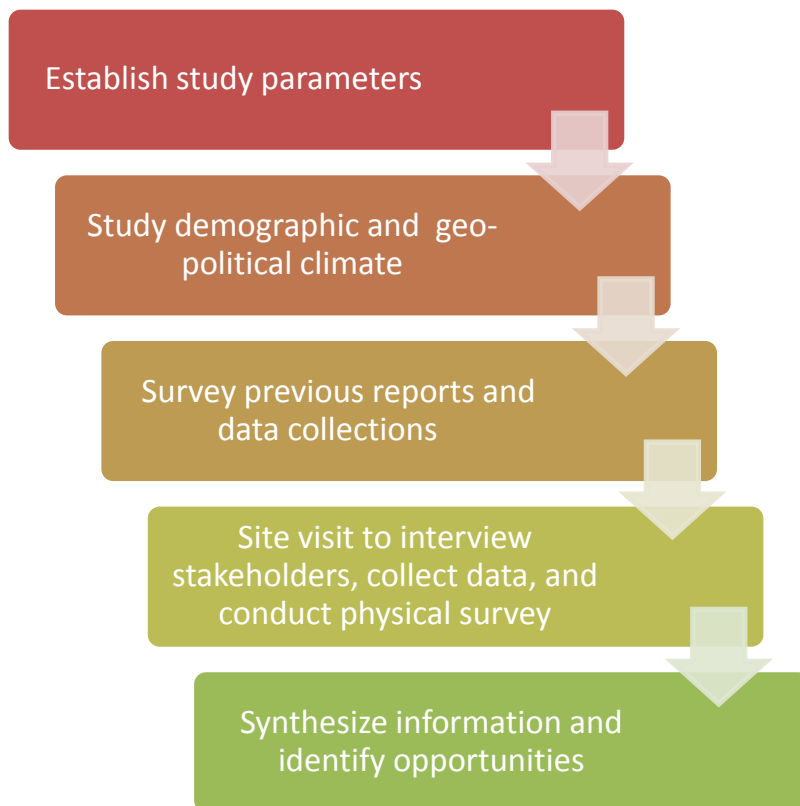 Establish study parameters
Study demographic and  geo-
political climate
Survey previous reports and
data collections
Site visit to interview
stakeholders, collect data, and
conduct physical survey
Synthesize information and
identify opportunities